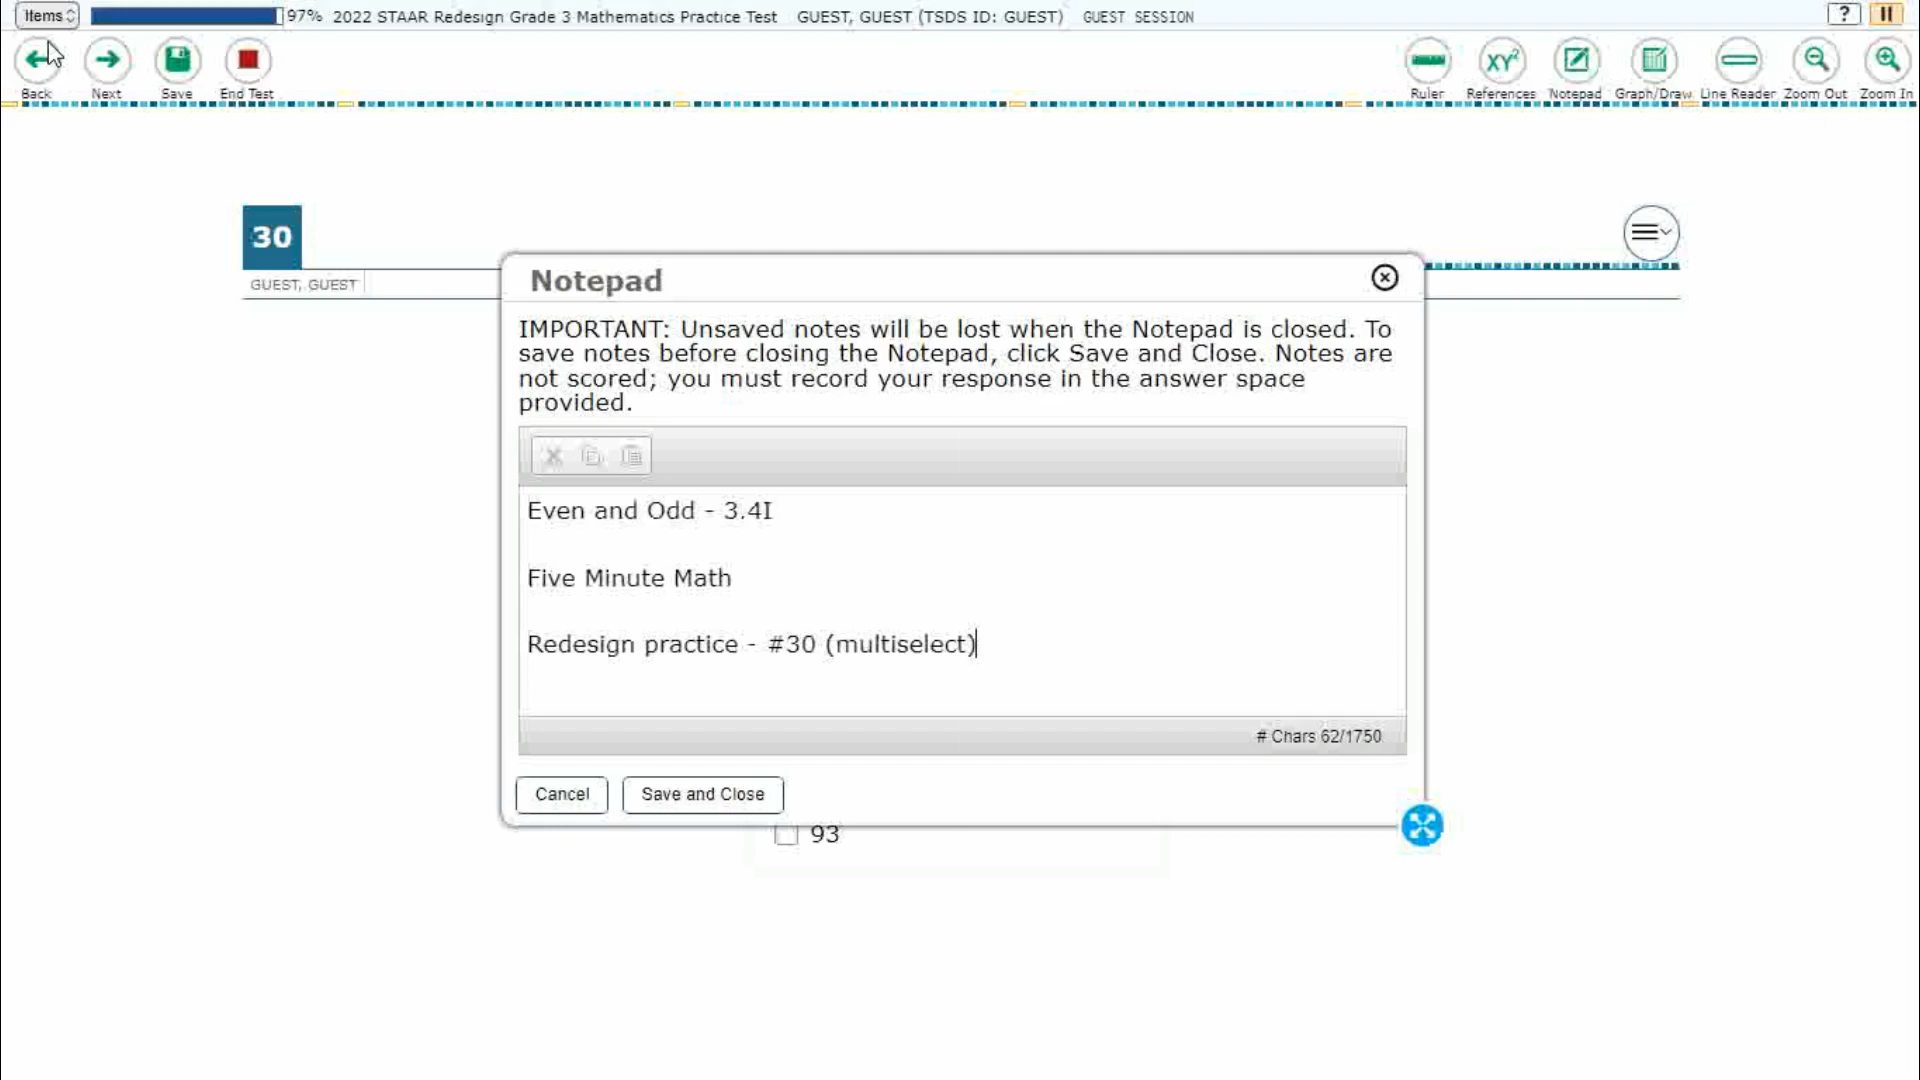 Items 97% 2022 STAAR Redesign Grade 3 Mathematics Practice Test GUEST, GUEST (TSDS ID: GUEST) GUEST SESSION ?
Back Next Save End Test Ruler XY² References Notepad Graph/Draw Line Reader Zoom Out Zoom In
30
GUEST, GUEST
Notepad
IMPORTANT: Unsaved notes will be lost when the Notepad is closed. To
save notes before closing the Notepad, click Save and Close. Notes are
not scored; you must record your response in the answer space
provided.
Even and Odd - 3.4I
Five Minute Math
Redesign practice - #30 (multiselect)
# Chars 62/1750
Cancel Save and Close
93